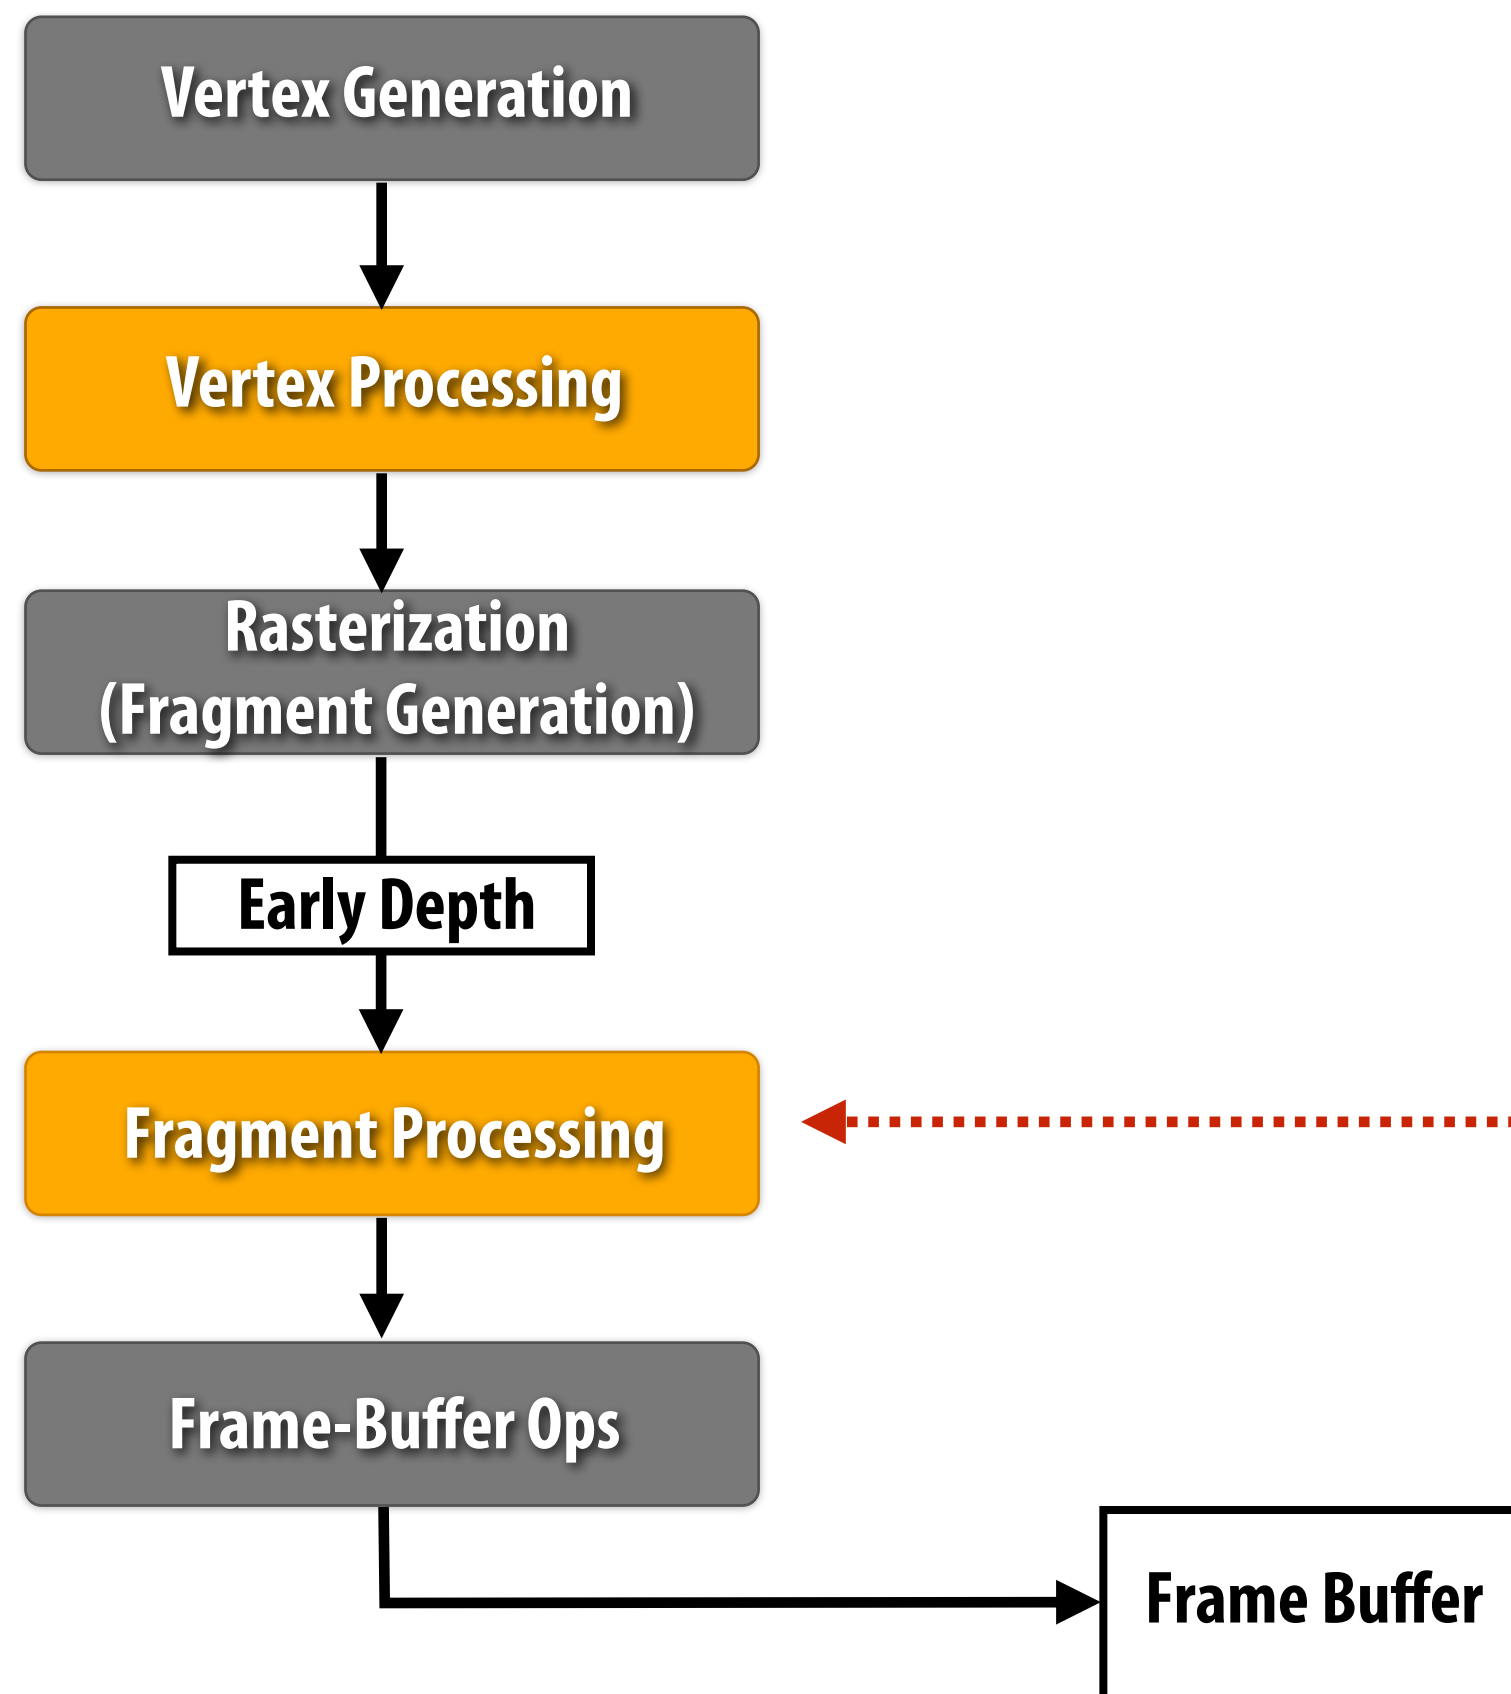 Vertex Generation
Vertex Processing
Rasterization
(Fragment Generation)
Early Depth
Fragment Processing
Frame-Buffer Ops
Frame Buffer